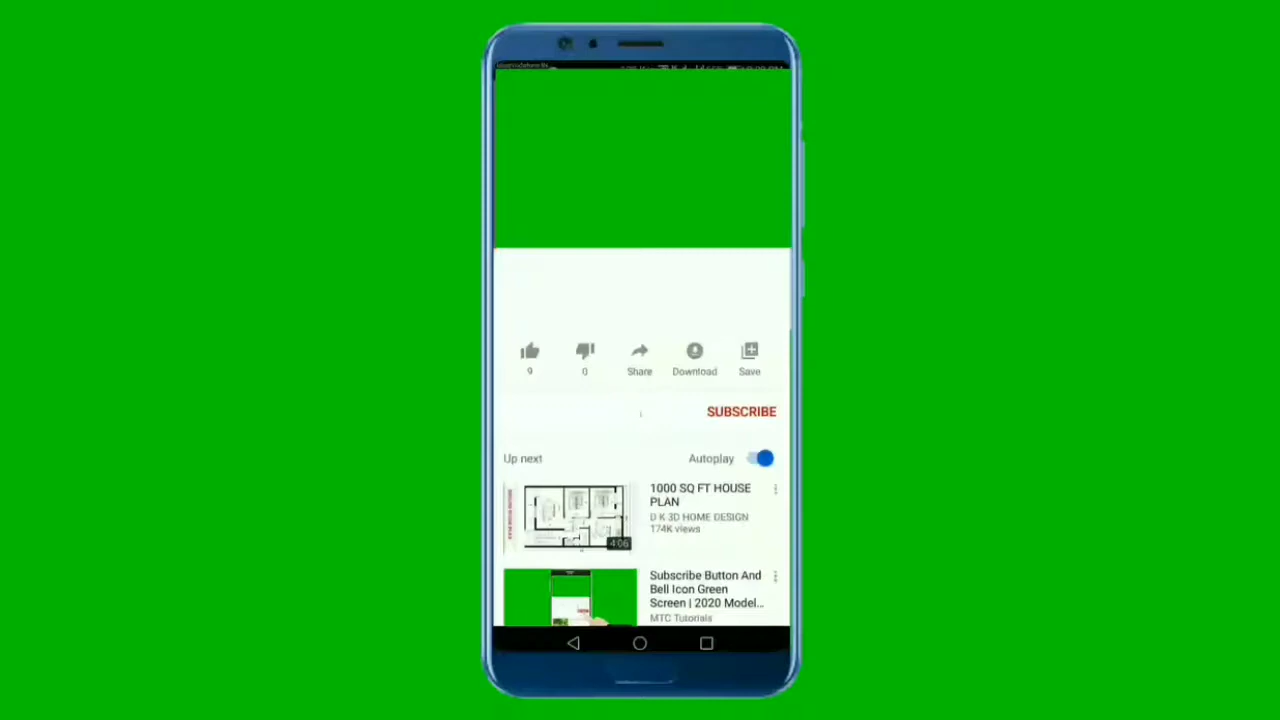 9
0
Share
Download
Save
SUBSCRIBE
Up next
Autoplay
1000 SQ FT HOUSE
PLAN
D K 3D HOME DESIGN
174K views
4:06
Subscribe Button And
Bell Icon Green
Screen | 2020 Model...
MTC Tutorials